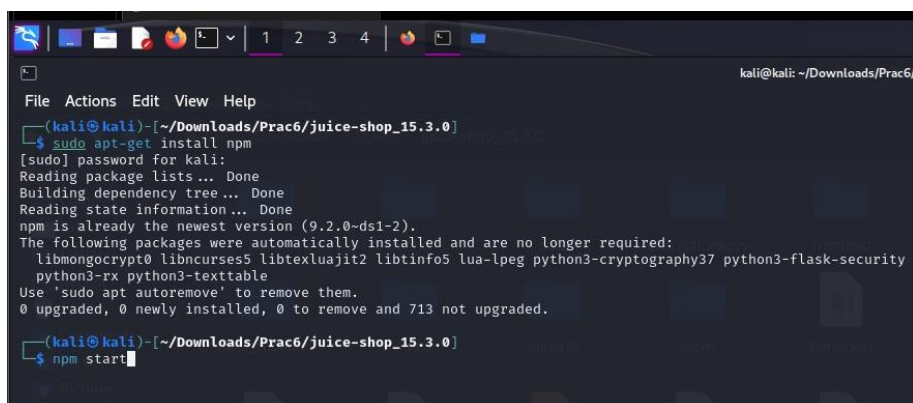 1 2 3 4
kali@kali: ~/Downloads/Prac6/
File Actions Edit View Help
(kali㉿kali)-[~/Downloads/Prac6/juice-shop_15.3.0]
$ sudo apt-get install npm
[sudo] password for kali:
Reading package lists... Done
Building dependency tree... Done
Reading state information... Done
npm is already the newest version (9.2.0~ds1-2).
The following packages were automatically installed and are no longer required:
libmongocrypt0 libncurses5 libtexluajit2 libtinfo5 lua-lpeg python3-cryptography37 python3-flask-security
python3-rx python3-texttable
Use 'sudo apt autoremove' to remove them.
0 upgraded, 0 newly installed, 0 to remove and 713 not upgraded.
(kali㉿kali)-[~/Downloads/Prac6/juice-shop_15.3.0]
$ npm start